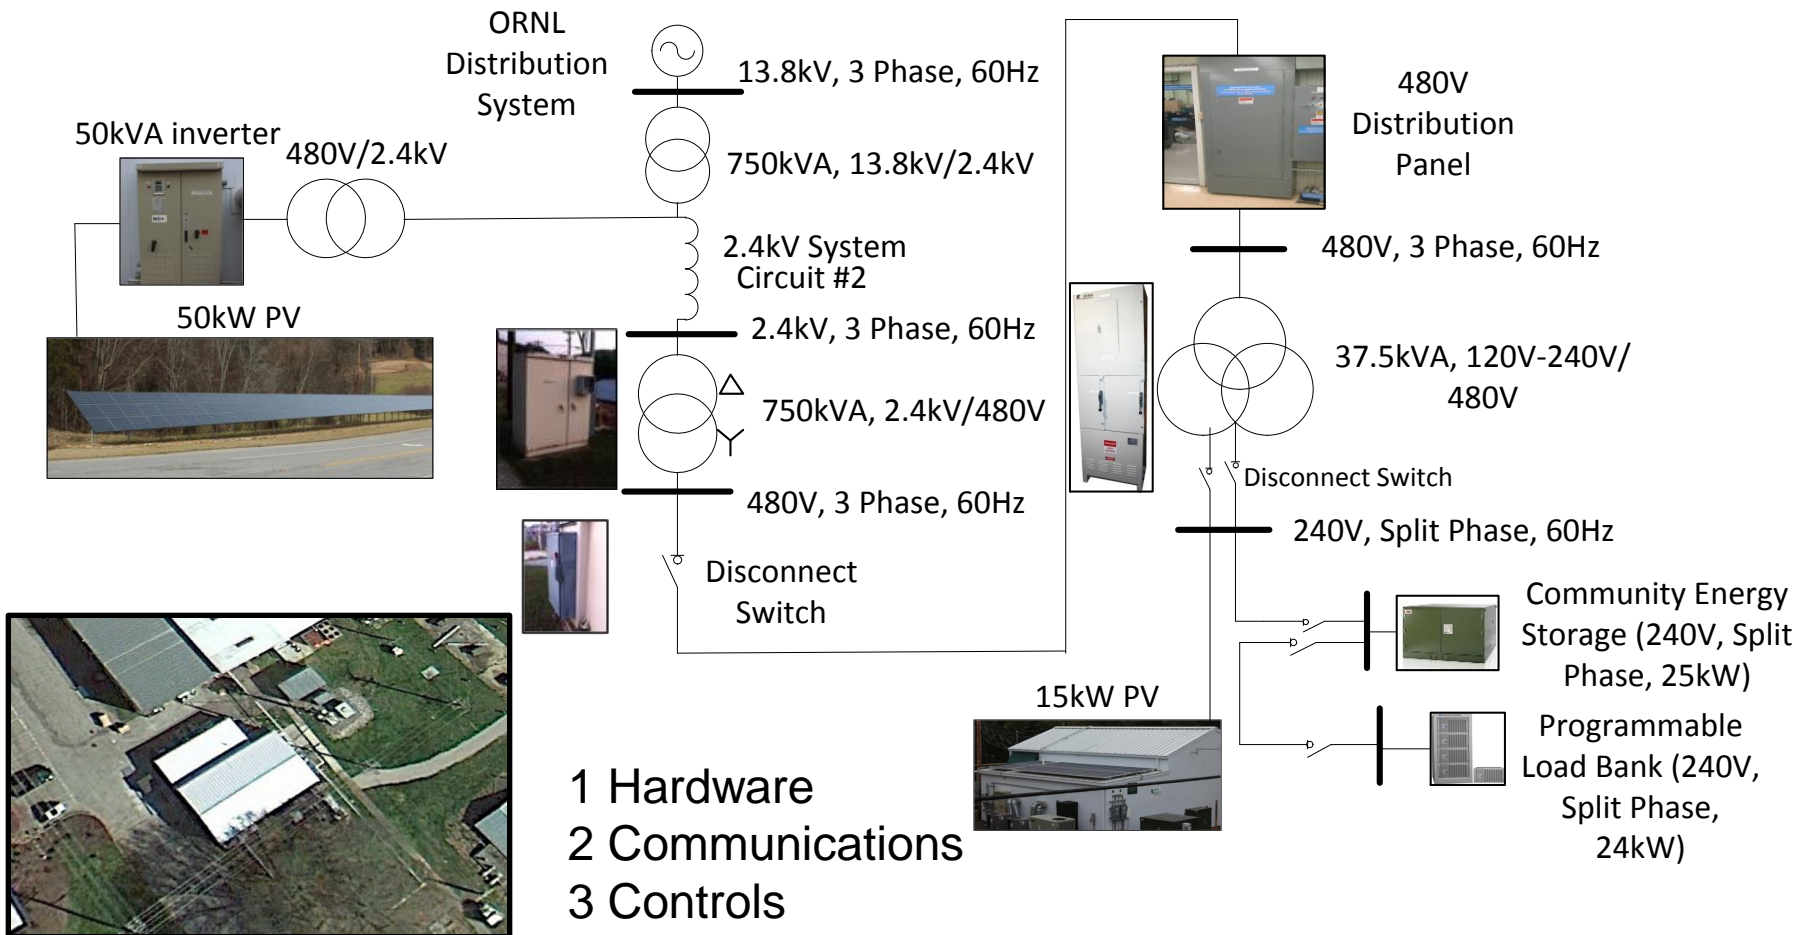 ORNL
Distribution
System
13.8kV, 3 Phase, 60Hz
50kVA inverter
480V/2.4kV
750kVA, 13.8kV/2.4kV
2.4kV System
Circuit #2
50kW PV
2.4kV, 3 Phase, 60Hz
750kVA, 2.4kV/480V
480V, 3 Phase, 60Hz
Disconnect
Switch
480V
Distribution
Panel
480V, 3 Phase, 60Hz
37.5kVA, 120V-240V/
480V
Disconnect Switch
240V, Split Phase, 60Hz
Community Energy
Storage (240V, Split
Phase, 25kW)
15kW PV
Programmable
Load Bank (240V,
Split Phase,
24kW)
1 Hardware
2 Communications
3 Controls